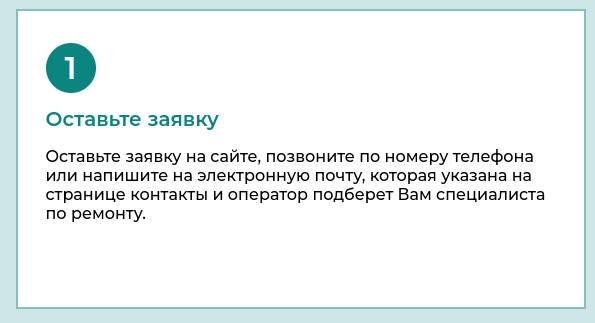 1
Оставьте заявку
Оставьте заявку на сайте, позвоните по номеру телефона
или напишите на электронную почту, которая указана на
странице контакты и оператор подберет Вам специалиста
по ремонту.